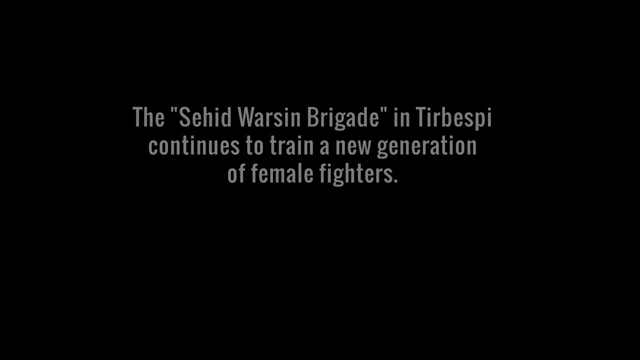 The "Sehid Warsin Brigade" in Tirbespi
continues to train a new generation
of female fighters.